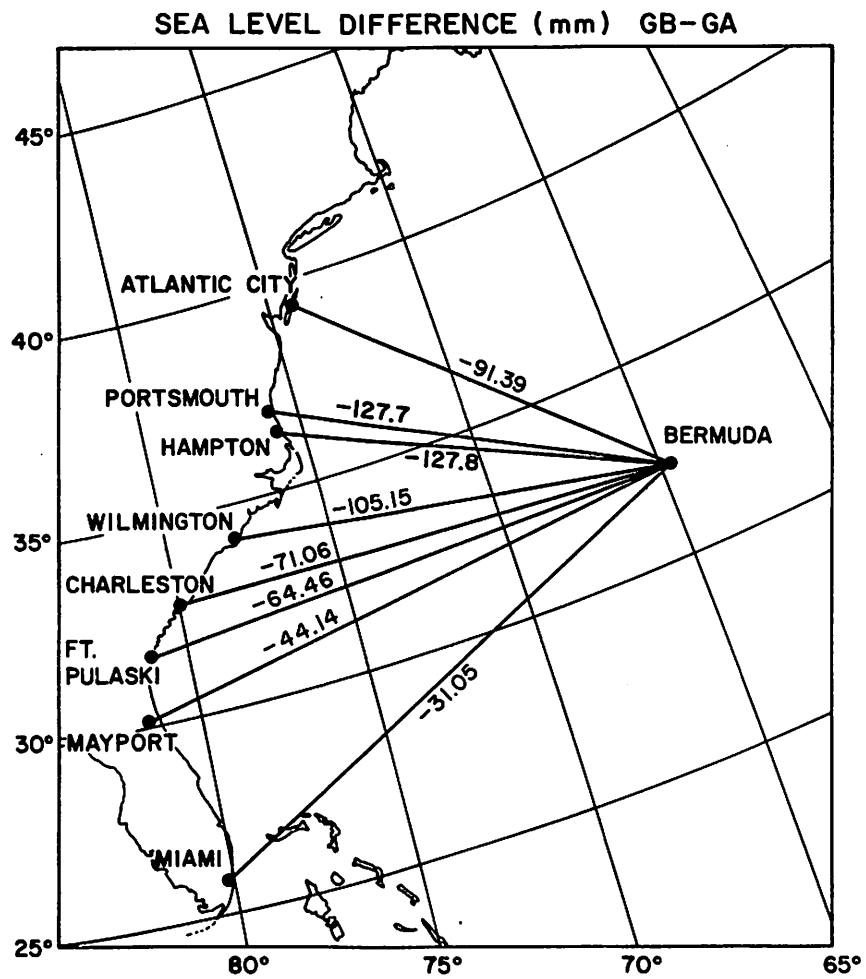 SEA LEVEL DIFFERENCE (mm) GB-GA
45°
ATLANTIC CITY
40°
-91.39
PORTSMOUTH
-127.7
HAMPTON
BERMUDA
-127.8
-105.15
WILMINGTON
35°
-71.06
CHARLESTON
-64.46
-44.14
FT.
PULASKI
-31.05
30°
MAYPORT
MIAMI
25°
80°
75°
70°
65°